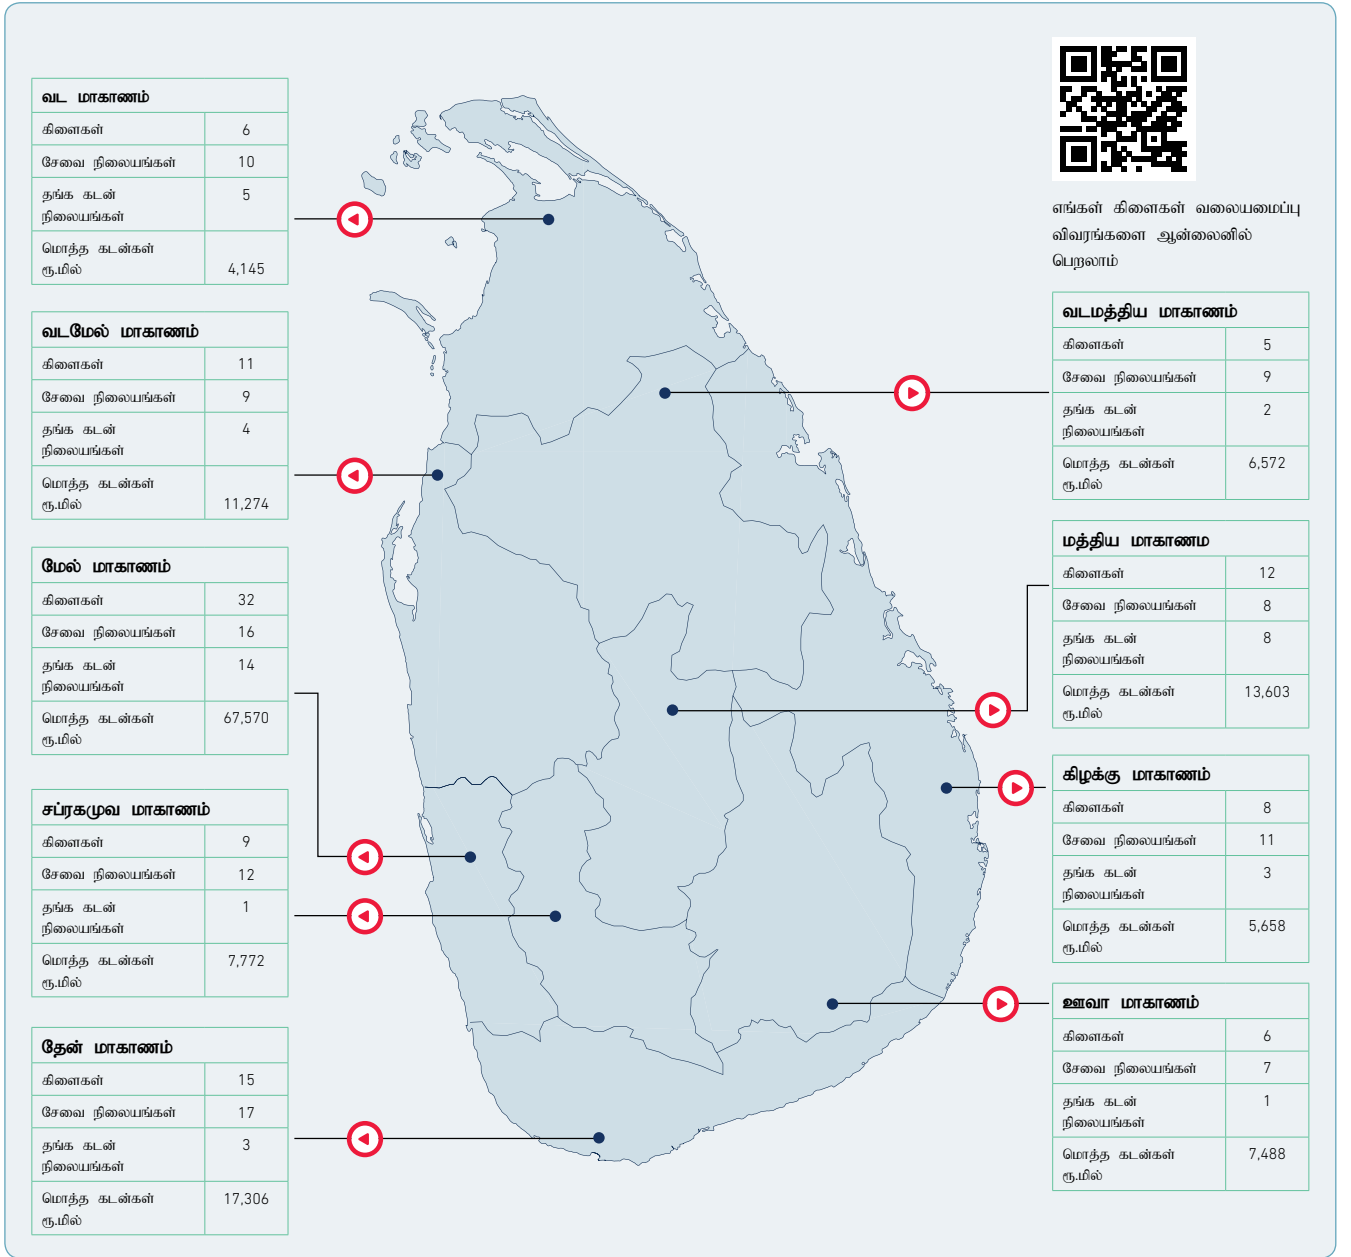 வட மாகாணம்
கிளைகள் 6
சேவை நிலையங்கள் 10
தங்க கடன் 5
நிலையங்கள்
மொத்த கடன்கள்
ரூ.மில் 4,145
வடமேல் மாகாணம்
கிளைகள் 11
சேவை நிலையங்கள் 9
தங்க கடன் 4
நிலையங்கள்
மொத்த கடன்கள்
ரூ.மில் 11,274
மேல் மாகாணம்
கிளைகள் 32
சேவை நிலையங்கள் 16
தங்க கடன் 14
நிலையங்கள்
மொத்த கடன்கள் 67,570
ரூ.மில்
சப்ரகமுவ மாகாணம்
கிளைகள் 9
சேவை நிலையங்கள் 12
தங்க கடன் 1
நிலையங்கள்
மொத்த கடன்கள் 7,772
ரூ.மில்
தேன் மாகாணம்
கிளைகள் 15
சேவை நிலையங்கள் 17
தங்க கடன் 3
நிலையங்கள்
மொத்த கடன்கள் 17,306
ரூ.மில்
எங்கள் கிளைகள் வலையமைப்பு
விவரங்களை ஆன்லைனில்
பெறலாம்
வடமத்திய மாகாணம்
கிளைகள் 5
சேவை நிலையங்கள் 9
தங்க கடன் 2
நிலையங்கள்
மொத்த கடன்கள் 6,572
ரூ.மில்
மத்திய மாகாணம
கிளைகள் 12
சேவை நிலையங்கள் 8
தங்க கடன் 8
நிலையங்கள்
மொத்த கடன்கள் 13,603
ரூ.மில்
கிழக்கு மாகாணம்
கிளைகள் 8
சேவை நிலையங்கள் 11
தங்க கடன் 3
நிலையங்கள்
மொத்த கடன்கள் 5,658
ரூ.மில்
ஊவா மாகாணம்
கிளைகள் 6
சேவை நிலையங்கள் 7
தங்க கடன் 1
நிலையங்கள்
மொத்த கடன்கள் 7,488
ரூ.மில்